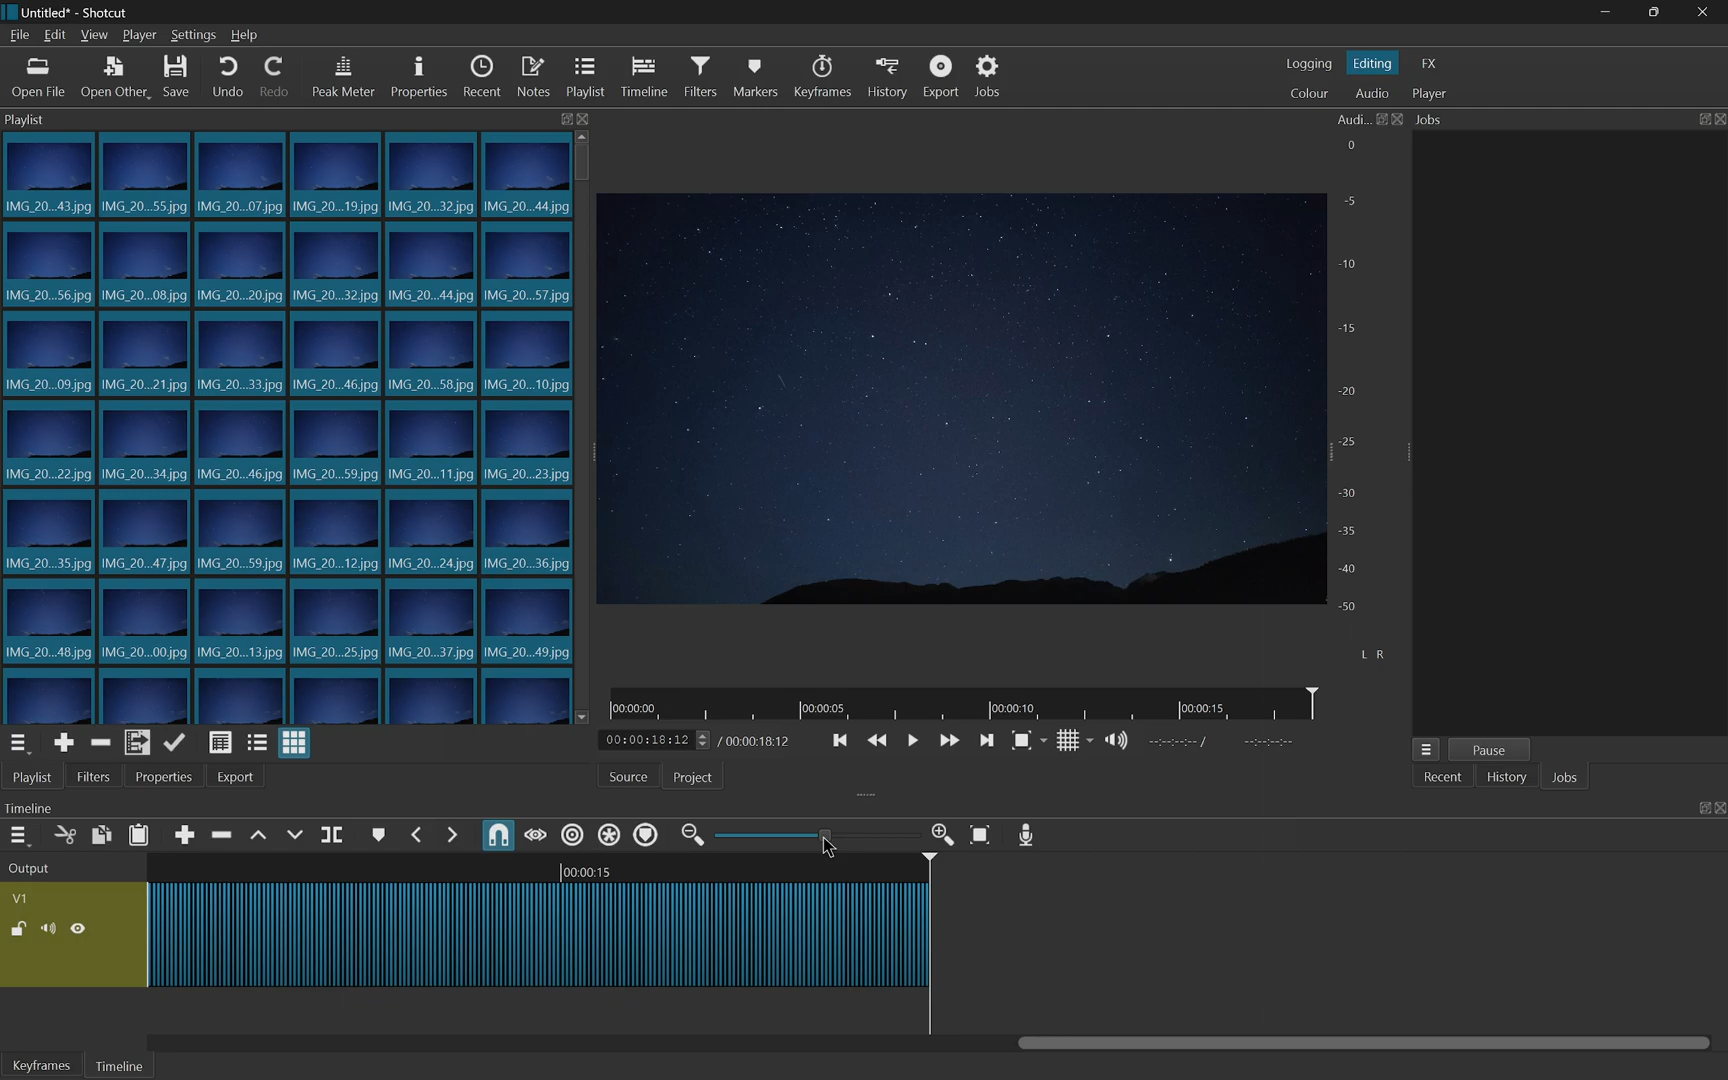 Untitled* - Shotcut
File Edit View Player Settings Help
Open File Open Other Save Undo Redo Peak Meter Properties Recent Notes Playlist Timeline Filters Markers Keyframes History Export Jobs
Logging Editing FX
Colour Audio Player
Playlist
Audi...
Jobs
IMG_20...43.jpg IMG_20...55.jpg IMG_20...07.jpg IMG_20...19.jpg IMG_20...32.jpg IMG_20...44.jpg
IMG_20...56.jpg IMG_20...08.jpg IMG_20...20.jpg IMG_20...32.jpg IMG_20...44.jpg IMG_20...57.jpg
IMG_20...09.jpg IMG_20...21.jpg IMG_20...33.jpg IMG_20...46.jpg IMG_20...58.jpg IMG_20...10.jpg
IMG_20...22.jpg IMG_20...34.jpg IMG_20...46.jpg IMG_20...59.jpg IMG_20...11.jpg IMG_20...23.jpg
IMG_20...35.jpg IMG_20...47.jpg IMG_20...59.jpg IMG_20...12.jpg IMG_20...24.jpg IMG_20...36.jpg
IMG_20...48.jpg IMG_20...00.jpg IMG_20...13.jpg IMG_20...25.jpg IMG_20...37.jpg IMG_20...49.jpg
0
-5
-10
-15
-20
-25
-30
-35
-40
-50
L R
00:00:00 00:00:05 00:00:10 00:00:15
00:00:18:12 / 00:00:18:12 --:--:--:-- / --:--:--:--
Pause
Playlist Filters Properties Export
Source Project
Recent History Jobs
Timeline
Output
00:00:15
V1
Keyframes Timeline